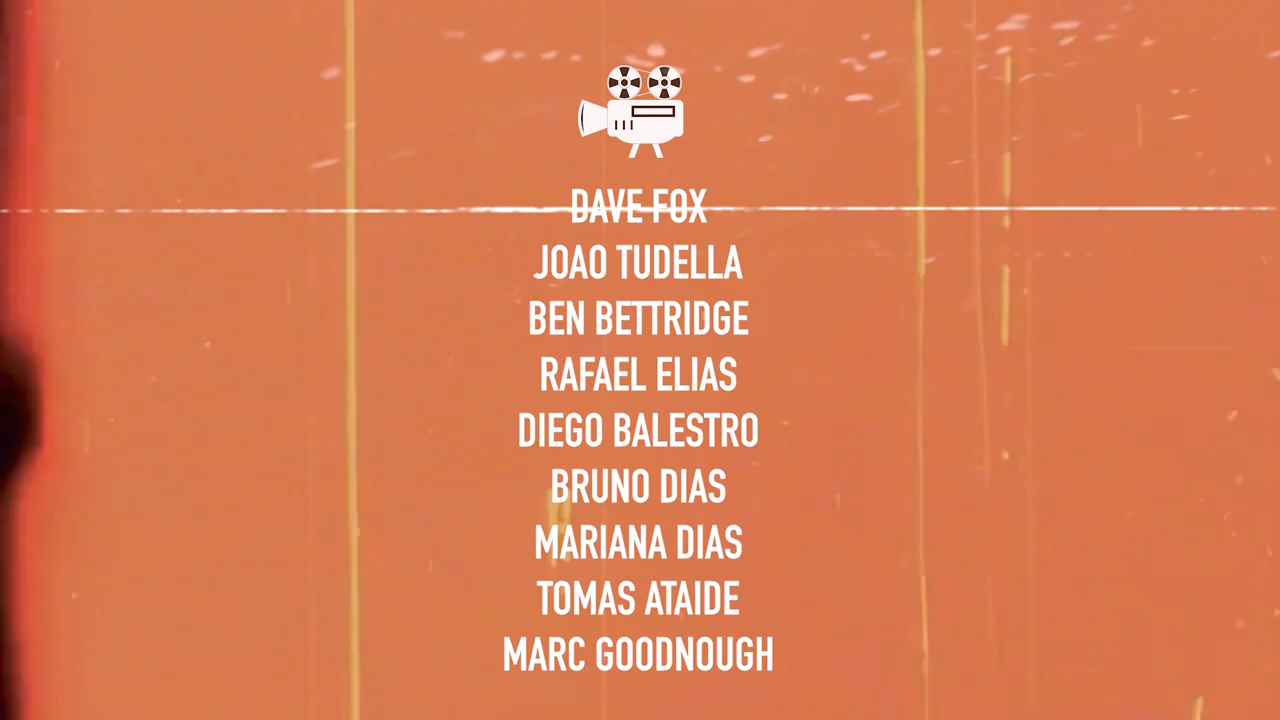 DAVE FOX
JOAO TUDELLA
BEN BETTRIDGE
RAFAEL ELIAS
DIEGO BALESTRO
BRUNO DIAS
MARIANA DIAS
TOMAS ATAIDE
MARC GOODNOUGH